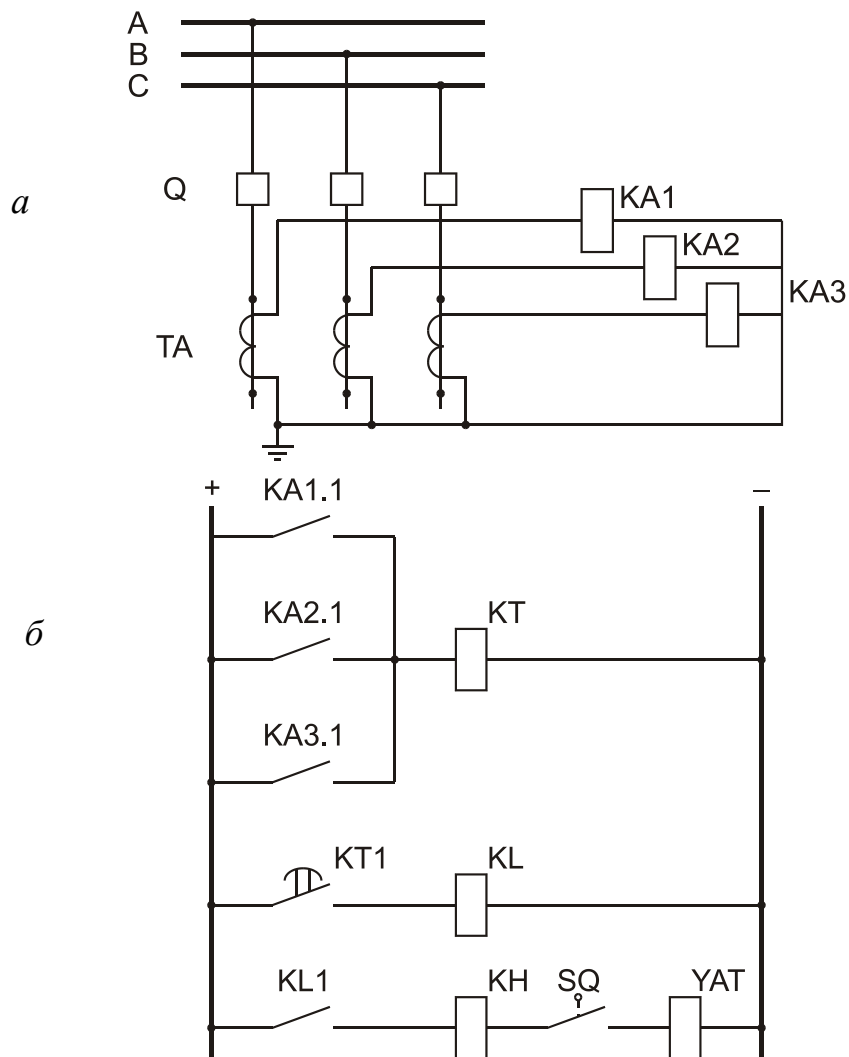 A
B
C
а
Q
KA1
KA2
KA3
TA
+
–
KA1.1
KA2.1
KT
б
KA3.1
KT1
KL
KL1
KH
SQ
YAT